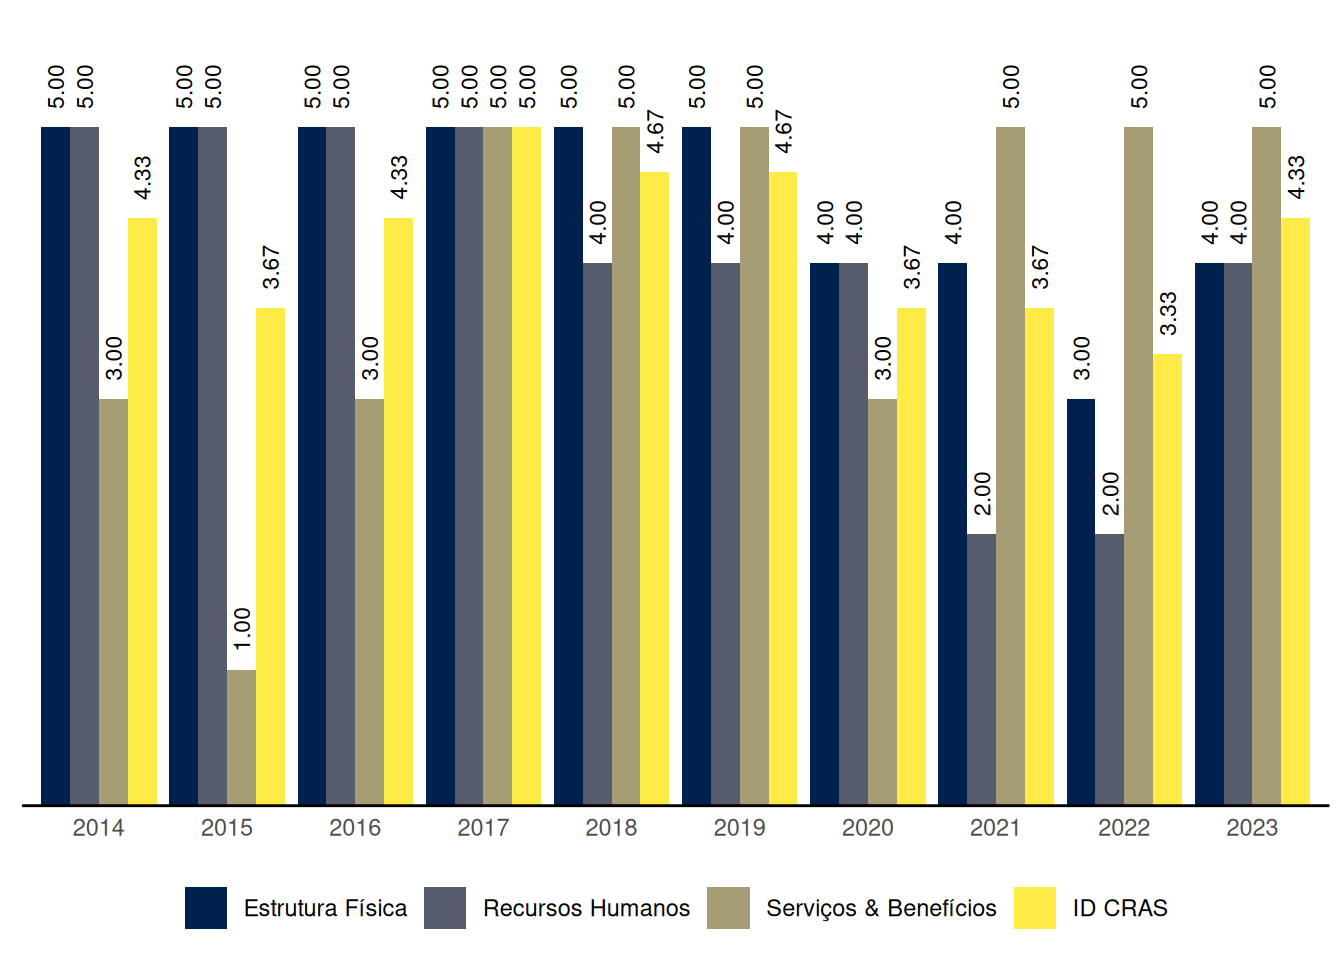 5.00 5.00 3.00 4.33
5.00 5.00 1.00 3.67
5.00 5.00 3.00 4.33
5.00 5.00 5.00 5.00
5.00 4.00 5.00 4.67
5.00 4.00 5.00 4.67
4.00 4.00 3.00 3.67
4.00 2.00 5.00 3.67
3.00 2.00 5.00 3.33
4.00 4.00 5.00 4.33
2014 2015 2016 2017 2018 2019 2020 2021 2022 2023
Estrutura Física Recursos Humanos Serviços & Benefícios ID CRAS